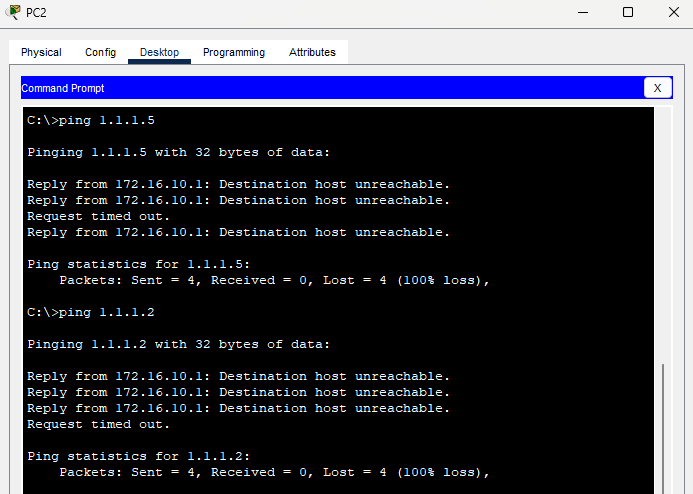 PC2
Physical Config Desktop Programming Attributes
Command Prompt
X
C:\>ping 1.1.1.5
Pinging 1.1.1.5 with 32 bytes of data:
Reply from 172.16.10.1: Destination host unreachable.
Reply from 172.16.10.1: Destination host unreachable.
Request timed out.
Reply from 172.16.10.1: Destination host unreachable.
Ping statistics for 1.1.1.5:
    Packets: Sent = 4, Received = 0, Lost = 4 (100% loss),
C:\>ping 1.1.1.2
Pinging 1.1.1.2 with 32 bytes of data:
Reply from 172.16.10.1: Destination host unreachable.
Reply from 172.16.10.1: Destination host unreachable.
Reply from 172.16.10.1: Destination host unreachable.
Request timed out.
Ping statistics for 1.1.1.2:
    Packets: Sent = 4, Received = 0, Lost = 4 (100% loss),